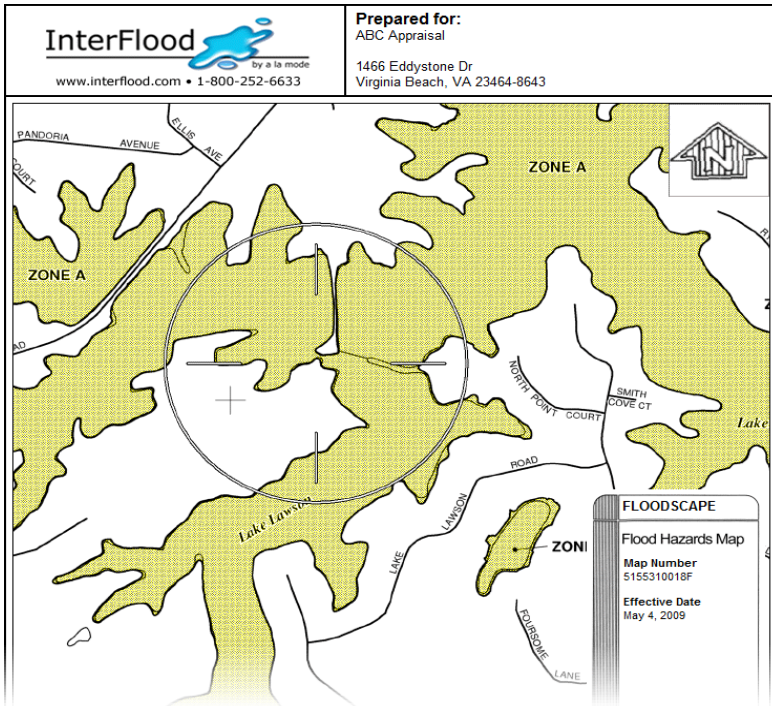 InterFlood
by a la mode
www.interflood.com • 1-800-252-6633
Prepared for:
ABC Appraisal
1466 Eddystone Dr
Virginia Beach, VA 23464-8643
PANDORIA AVENUE
ELLIS AVE
COURT
ZONE A
N
ZONE A
AD
NORTH POINT COURT
SMITH
COVE CT
Lake
Lake Lawson
LAKE LAWSON ROAD
ZONI
FOURSOME
LANE
FLOODSCAPE
Flood Hazards Map
Map Number
5155310018F
Effective Date
May 4, 2009